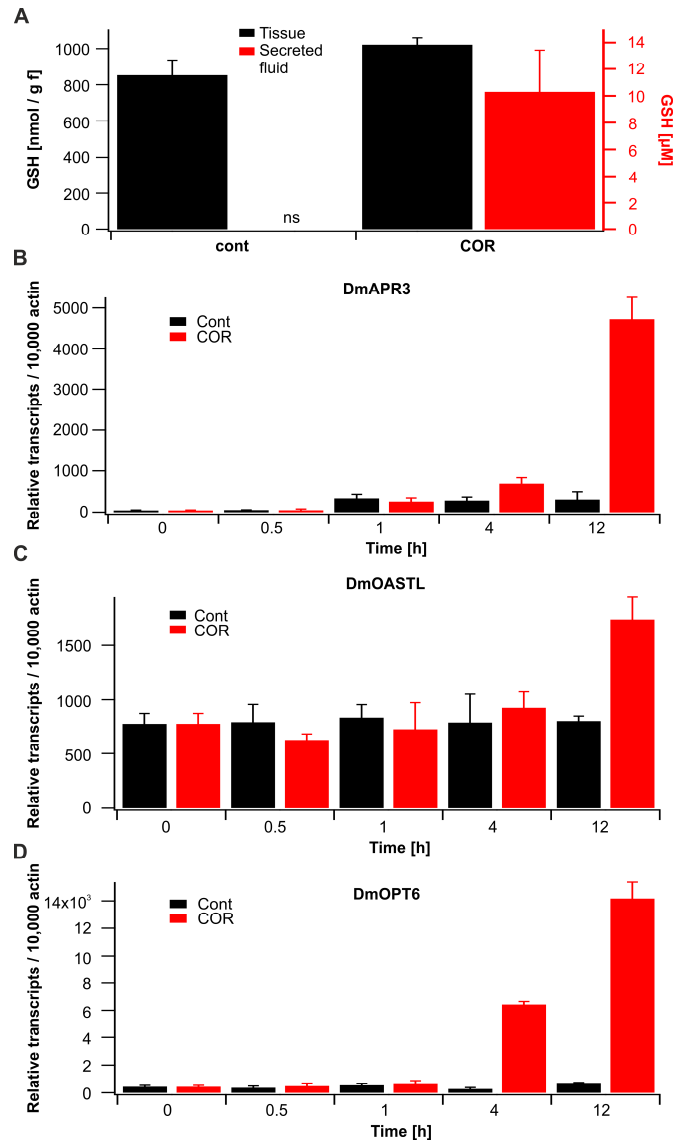 A
Tissue
Secreted
fluid
GSH [nmol / g f]
1000
800
600
400
200
0
14
12
10
8
6
4
2
0
GSH [µM]
ns
cont
COR
B
DmAPR3
Cont
COR
Relative transcripts / 10,000 actin
5000
4000
3000
2000
1000
0
0
0.5
1
4
12
Time [h]
C
DmOASTL
Cont
COR
Relative transcripts / 10,000 actin
1500
1000
500
0
0
0.5
1
4
12
Time [h]
D
DmOPT6
Cont
COR
Relative transcripts / 10,000 actin
14x10³
12
10
8
6
4
2
0
0
0.5
1
4
12
Time [h]